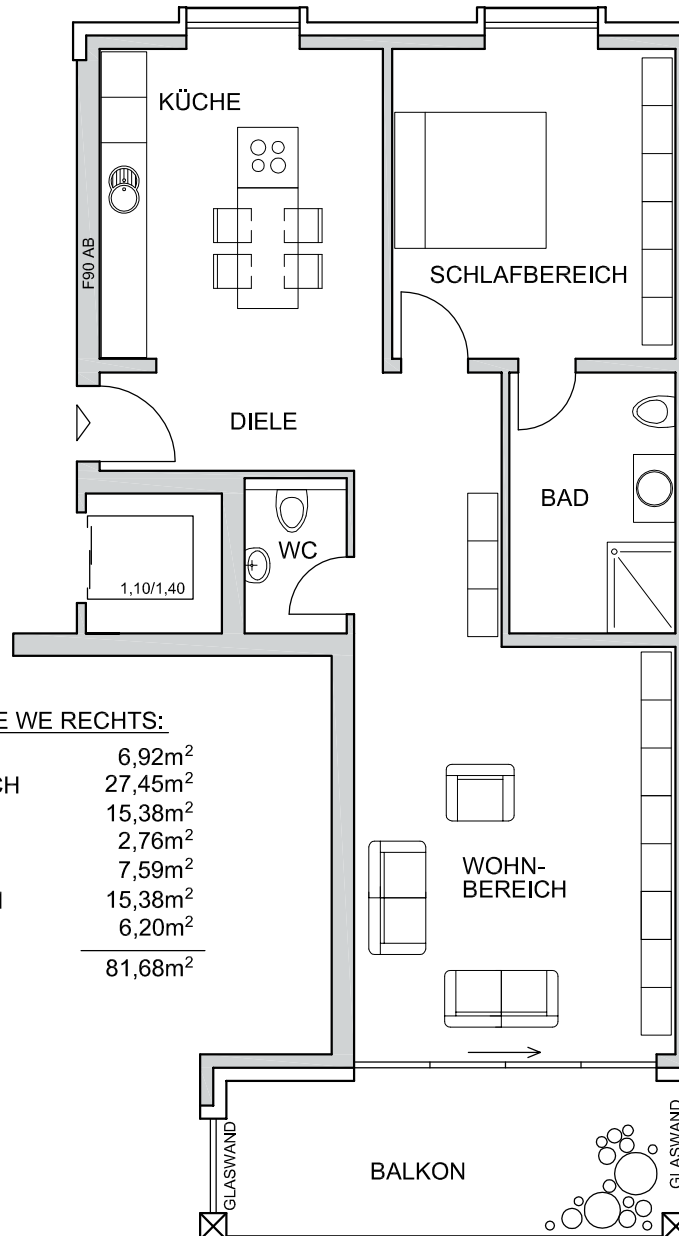 KÜCHE
F90 AB
SCHLAFBEREICH
DIELE
BAD
WC
1,10/1,40
WE RECHTS:
6,92m²
27,45m²
15,38m²
2,76m²
7,59m²
15,38m²
6,20m²
81,68m²
WOHN-
BEREICH
GLASWAND
BALKON
GLASWAND